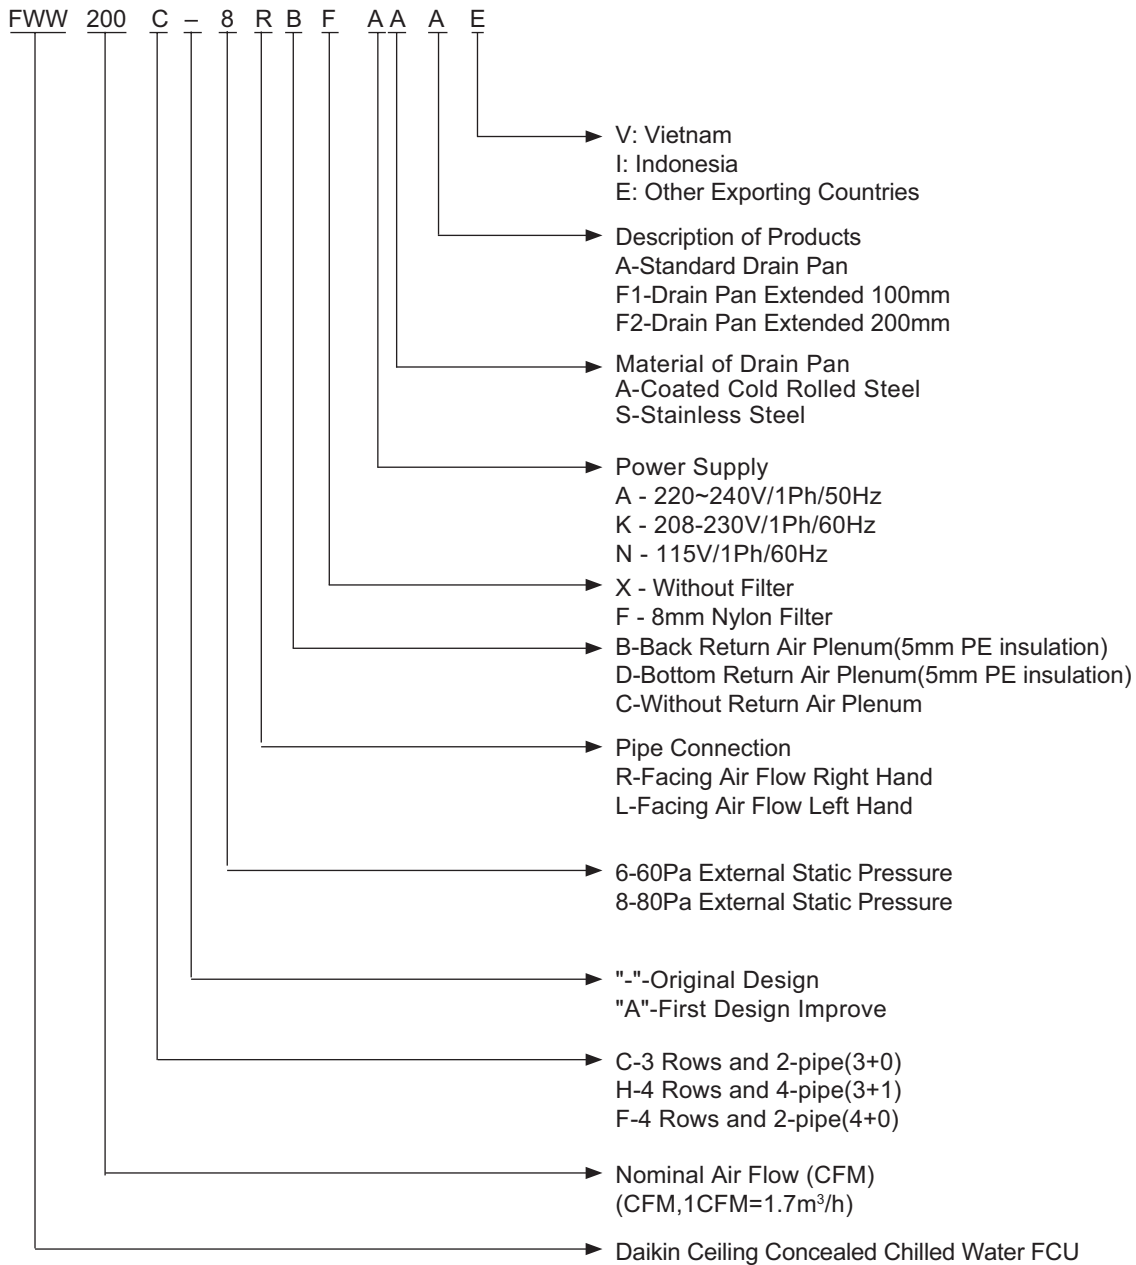 FWW 200 C – 8 R B F A A A E
V: Vietnam
I: Indonesia
E: Other Exporting Countries
Description of Products
A-Standard Drain Pan
F1-Drain Pan Extended 100mm
F2-Drain Pan Extended 200mm
Material of Drain Pan
A-Coated Cold Rolled Steel
S-Stainless Steel
Power Supply
A - 220~240V/1Ph/50Hz
K - 208-230V/1Ph/60Hz
N - 115V/1Ph/60Hz
X - Without Filter
F - 8mm Nylon Filter
B-Back Return Air Plenum(5mm PE insulation)
D-Bottom Return Air Plenum(5mm PE insulation)
C-Without Return Air Plenum
Pipe Connection
R-Facing Air Flow Right Hand
L-Facing Air Flow Left Hand
6-60Pa External Static Pressure
8-80Pa External Static Pressure
"-"-Original Design
"A"-First Design Improve
C-3 Rows and 2-pipe(3+0)
H-4 Rows and 4-pipe(3+1)
F-4 Rows and 2-pipe(4+0)
Nominal Air Flow (CFM)
(CFM,1CFM=1.7m³/h)
Daikin Ceiling Concealed Chilled Water FCU